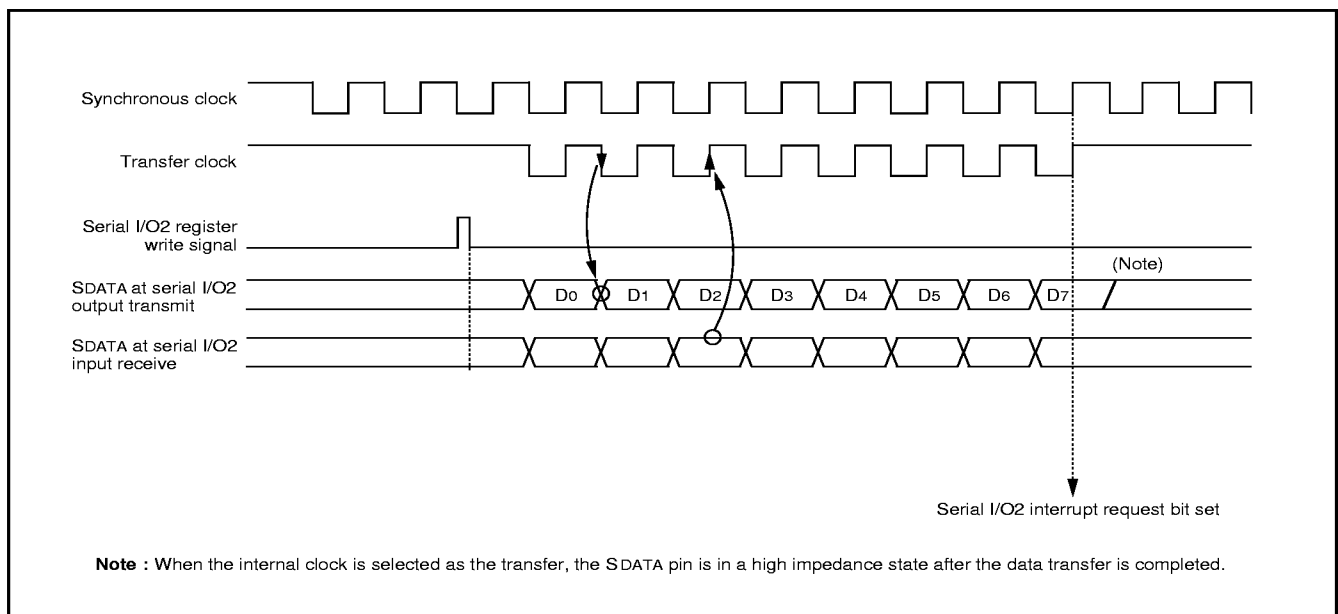 Synchronous clock
Transfer clock
Serial I/O2 register
write signal
(Note)
SDATA at serial I/O2
output transmit
D0 D1 D2 D3 D4 D5 D6 D7
SDATA at serial I/O2
input receive
Serial I/O2 interrupt request bit set
Note : When the internal clock is selected as the transfer, the SDATA pin is in a high impedance state after the data transfer is completed.